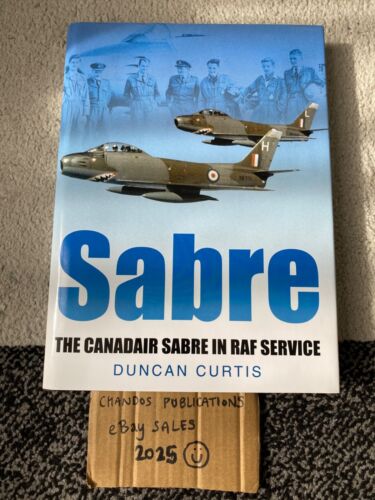 L
H
Sabre
THE CANADAIR SABRE IN RAF SERVICE
DUNCAN CURTIS
CHANDOS PUBLICATIONS
eBay SALES
2025